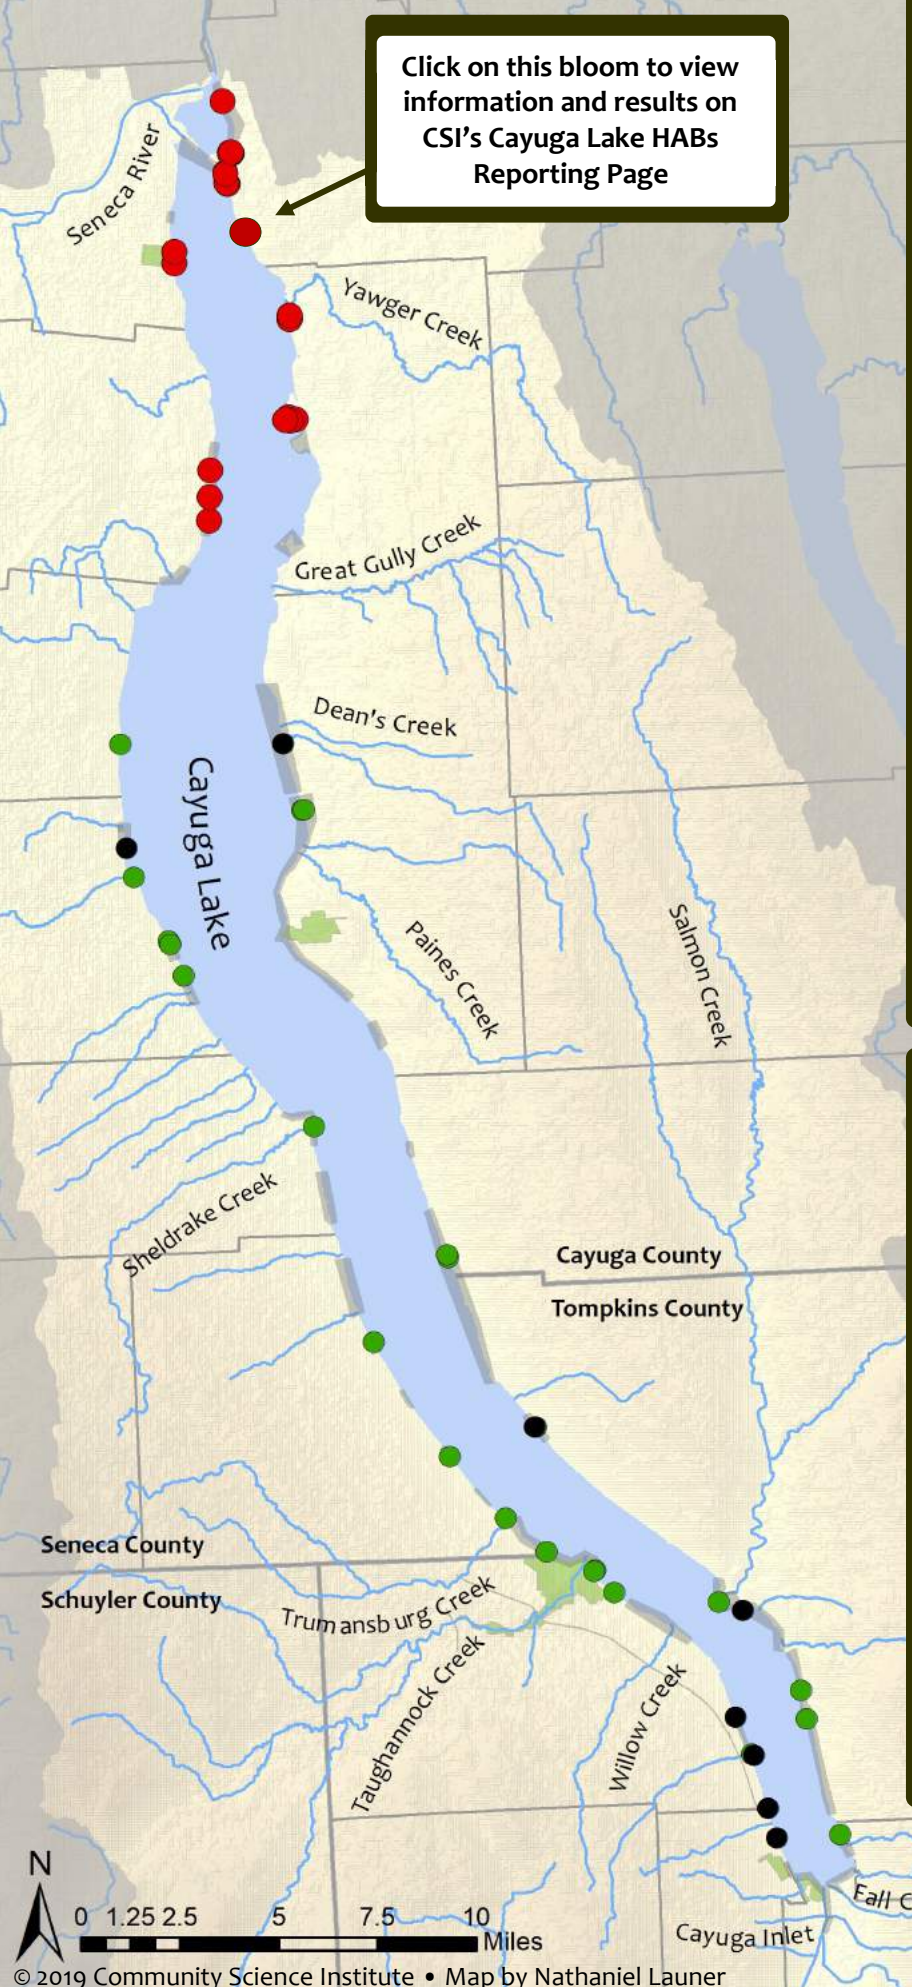 Click on this bloom to view
information and results on
CSI's Cayuga Lake HABs
Reporting Page
Seneca River
Yawger Creek
Great Gully Creek
Dean's Creek
Cayuga Lake
Paines Creek
Salmon Creek
Sheldrake Creek
Cayuga County
Tompkins County
Seneca County
Schuyler County
Trumansburg Creek
Taughannock Creek
Willow Creek
N
0 1.25 2.5 5 7.5 10
Miles
Fall C
Cayuga Inlet
© 2019 Community Science Institute • Map by Nathaniel Launer